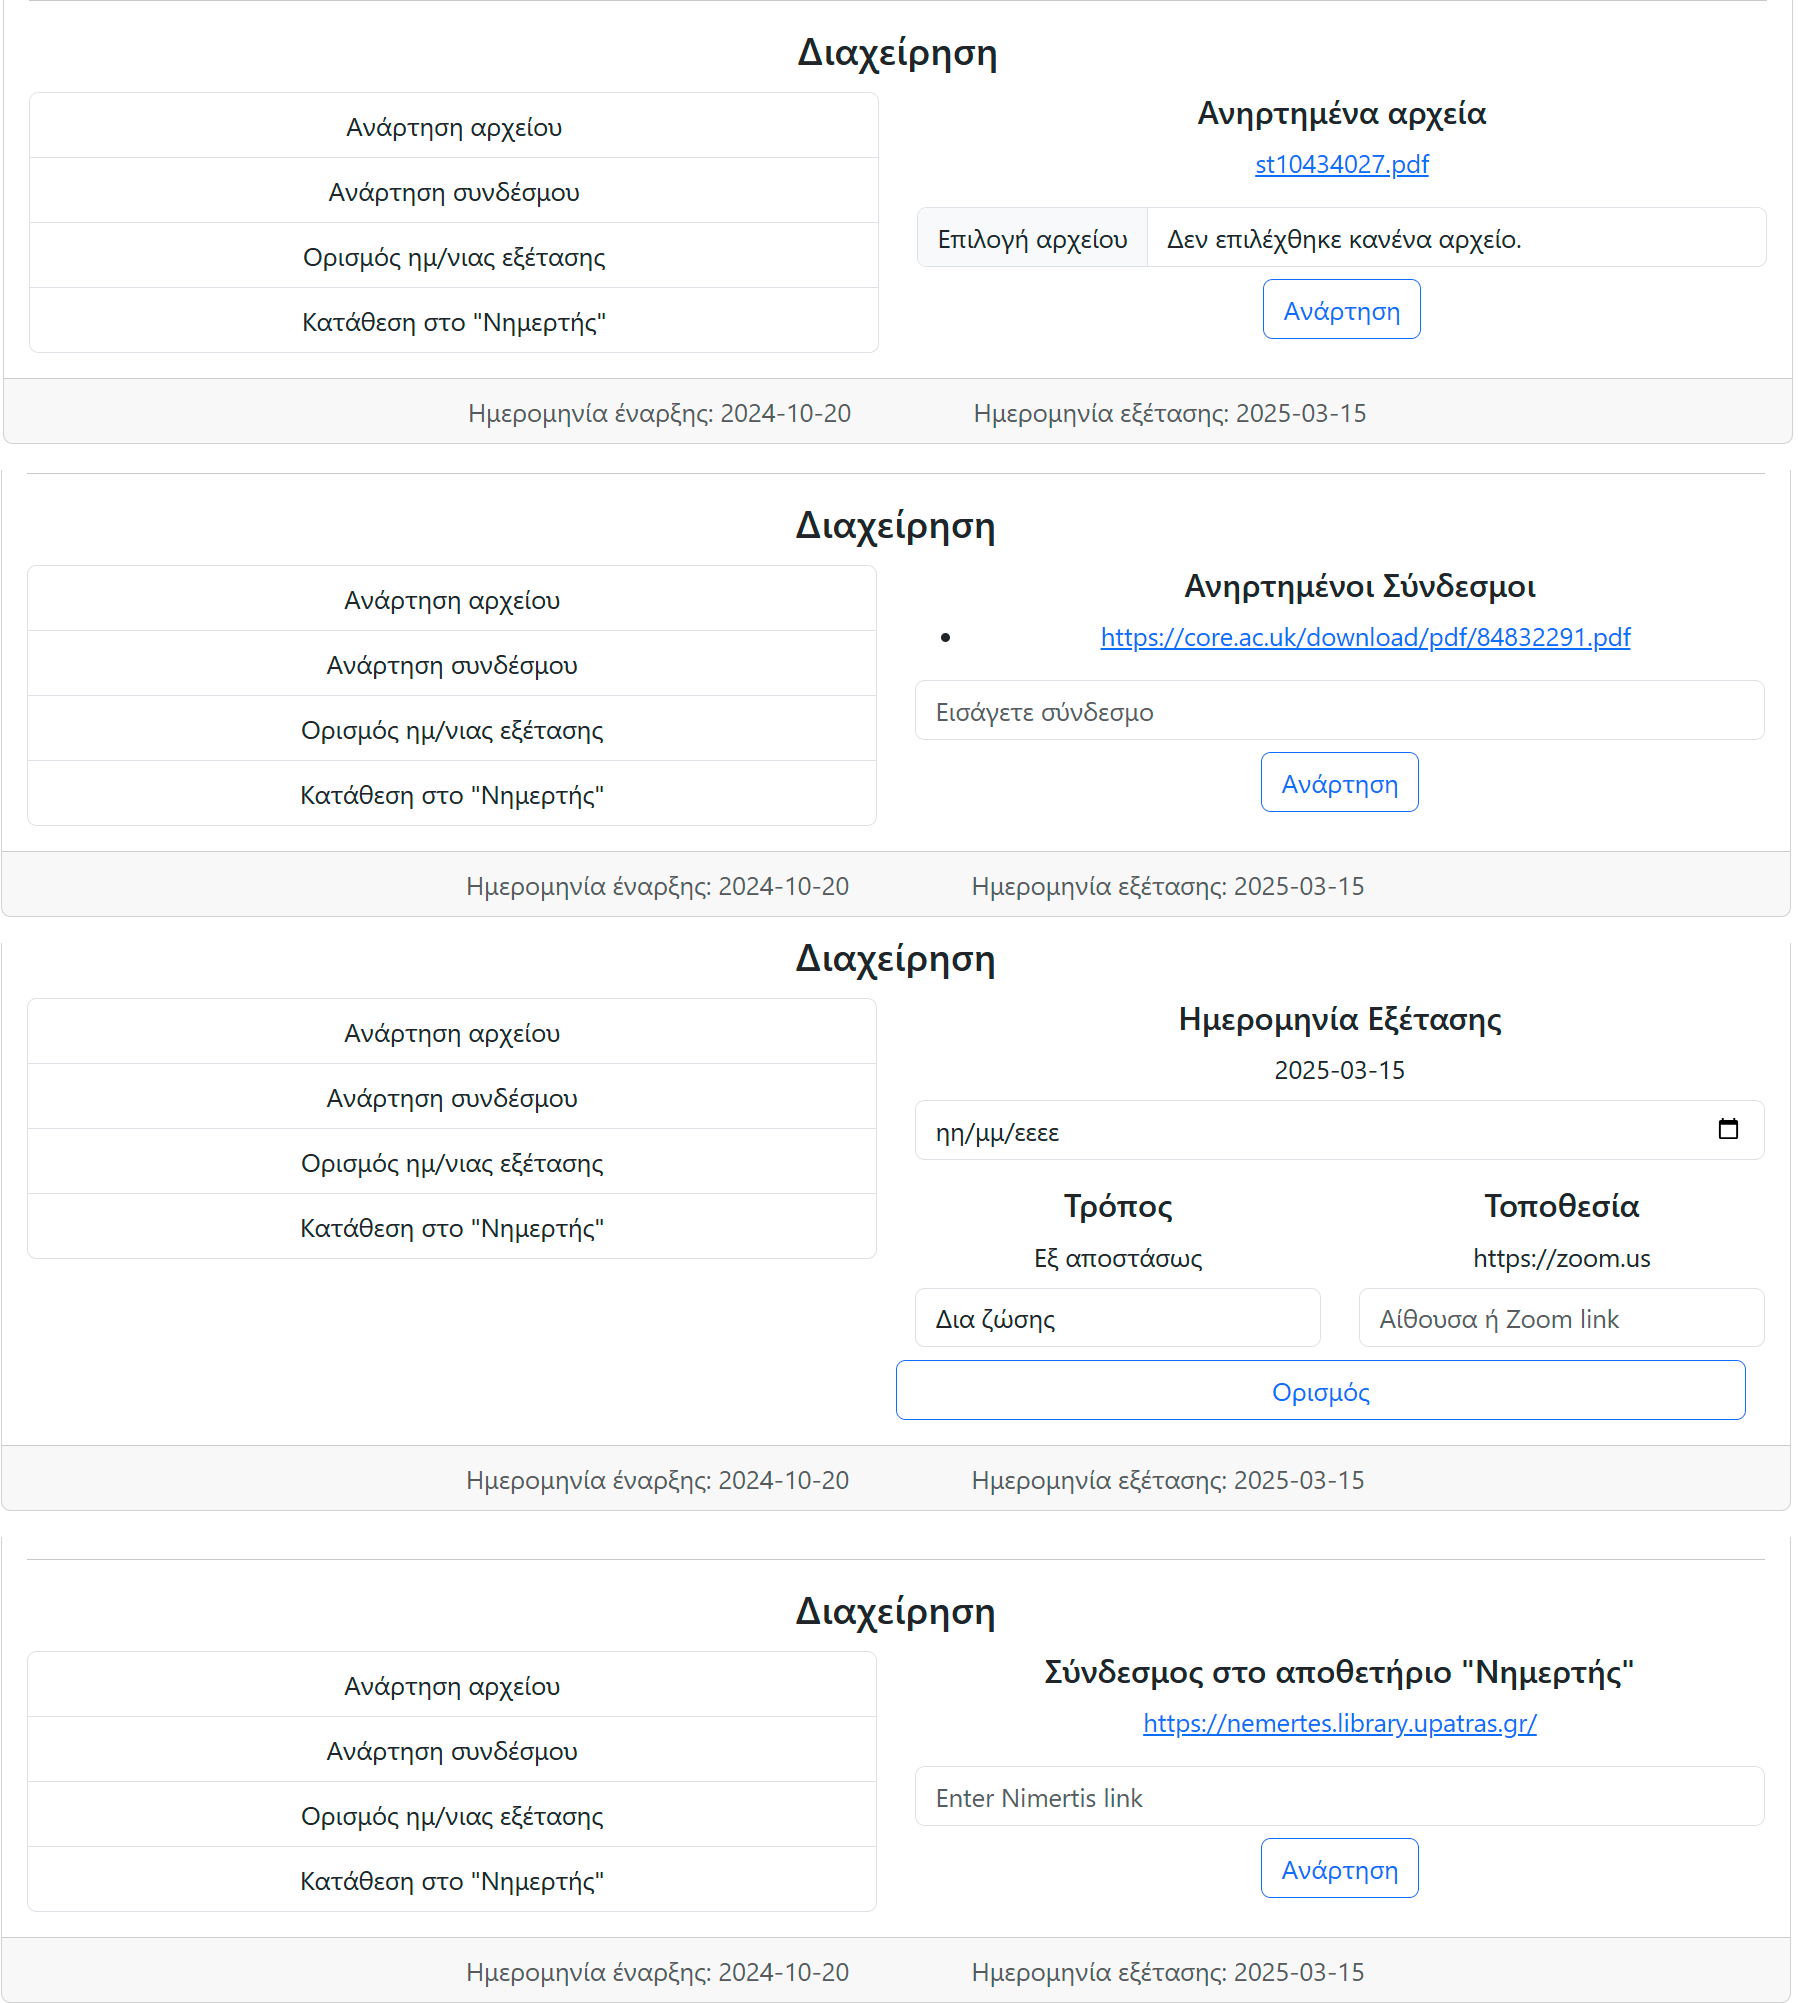 Διαχείρηση
Ανάρτηση αρχείου
Ανάρτηση συνδέσμου
Ορισμός ημ/νιας εξέτασης
Κατάθεση στο "Νημερτής"
Ανηρτημένα αρχεία
st10434027.pdf
Επιλογή αρχείου Δεν επιλέχθηκε κανένα αρχείο.
Ανάρτηση
Ημερομηνία έναρξης: 2024-10-20 Ημερομηνία εξέτασης: 2025-03-15
Διαχείρηση
Ανάρτηση αρχείου
Ανάρτηση συνδέσμου
Ορισμός ημ/νιας εξέτασης
Κατάθεση στο "Νημερτής"
Ανηρτημένοι Σύνδεσμοι
• https://core.ac.uk/download/pdf/84832291.pdf
Εισάγετε σύνδεσμο
Ανάρτηση
Ημερομηνία έναρξης: 2024-10-20 Ημερομηνία εξέτασης: 2025-03-15
Διαχείρηση
Ανάρτηση αρχείου
Ανάρτηση συνδέσμου
Ορισμός ημ/νιας εξέτασης
Κατάθεση στο "Νημερτής"
Ημερομηνία Εξέτασης
2025-03-15
ηη/μμ/εεεε
Τρόπος Τοποθεσία
Εξ αποστάσως https://zoom.us
Δια ζώσης Αίθουσα ή Zoom link
Ορισμός
Ημερομηνία έναρξης: 2024-10-20 Ημερομηνία εξέτασης: 2025-03-15
Διαχείρηση
Ανάρτηση αρχείου
Ανάρτηση συνδέσμου
Ορισμός ημ/νιας εξέτασης
Κατάθεση στο "Νημερτής"
Σύνδεσμος στο αποθετήριο "Νημερτής"
https://nemertes.library.upatras.gr/
Enter Nimertis link
Ανάρτηση
Ημερομηνία έναρξης: 2024-10-20 Ημερομηνία εξέτασης: 2025-03-15